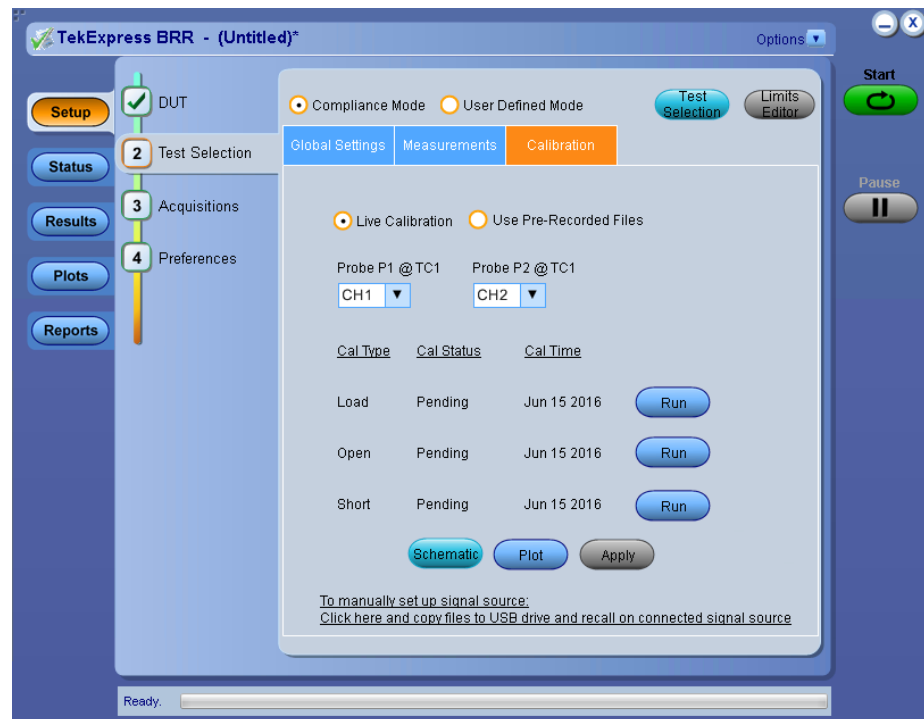 TekExpress BRR - (Untitled)*
Options
X
Start
Pause
Setup
Status
Results
Plots
Reports
DUT
2 Test Selection
3 Acquisitions
4 Preferences
Compliance Mode User Defined Mode
Test Selection
Limits Editor
Global Settings Measurements Calibration
Live Calibration Use Pre-Recorded Files
Probe P1 @ TC1 Probe P2 @ TC1
CH1 CH2
Cal Type Cal Status Cal Time
Load Pending Jun 15 2016 Run
Open Pending Jun 15 2016 Run
Short Pending Jun 15 2016 Run
Schematic Plot Apply
To manually set up signal source:
Click here and copy files to USB drive and recall on connected signal source
Ready.